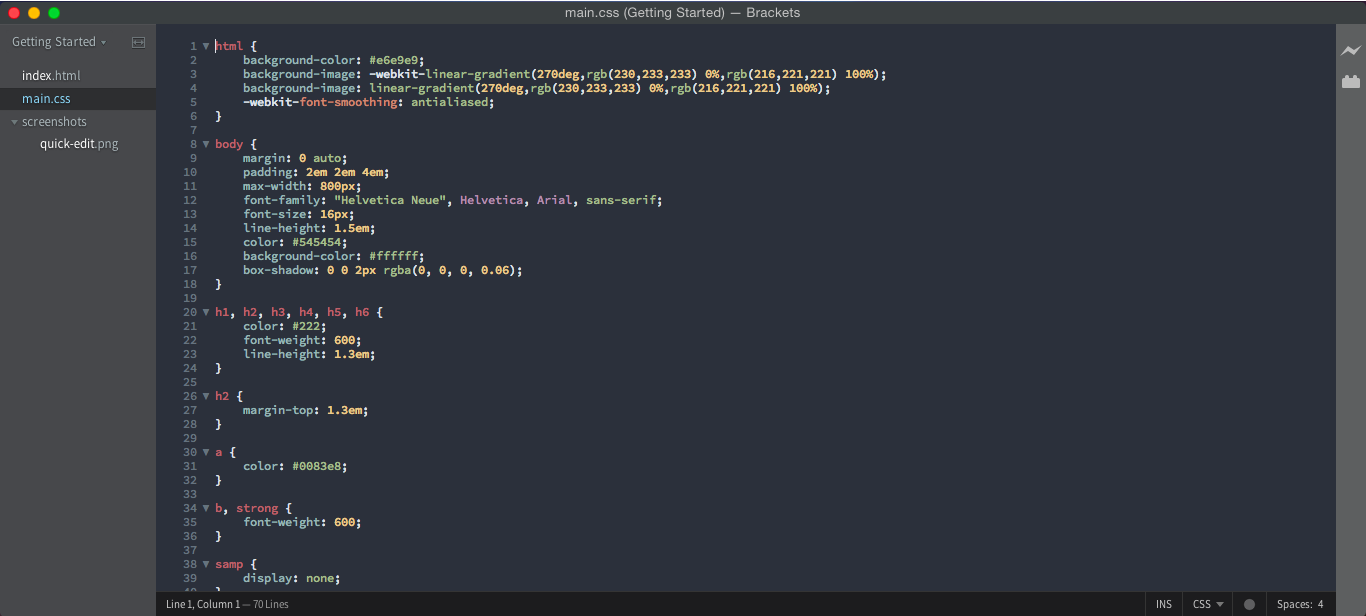 main.css (Getting Started) — Brackets
Getting Started
index.html
main.css
screenshots
quick-edit.png
1 html {
2     background-color: #e6e9e9;
3     background-image: -webkit-linear-gradient(270deg,rgb(230,233,233) 0%,rgb(216,221,221) 100%);
4     background-image: linear-gradient(270deg,rgb(230,233,233) 0%,rgb(216,221,221) 100%);
5     -webkit-font-smoothing: antialiased;
6 }
7
8 body {
9     margin: 0 auto;
10     padding: 2em 2em 4em;
11     max-width: 800px;
12     font-family: "Helvetica Neue", Helvetica, Arial, sans-serif;
13     font-size: 16px;
14     line-height: 1.5em;
15     color: #545454;
16     background-color: #ffffff;
17     box-shadow: 0 0 2px rgba(0, 0, 0, 0.06);
18 }
19
20 h1, h2, h3, h4, h5, h6 {
21     color: #222;
22     font-weight: 600;
23     line-height: 1.3em;
24 }
25
26 h2 {
27     margin-top: 1.3em;
28 }
29
30 a {
31     color: #0083e8;
32 }
33
34 b, strong {
35     font-weight: 600;
36 }
37
38 samp {
39     display: none;
40 }
Line 1, Column 1 — 70 Lines
INS
CSS
Spaces: 4